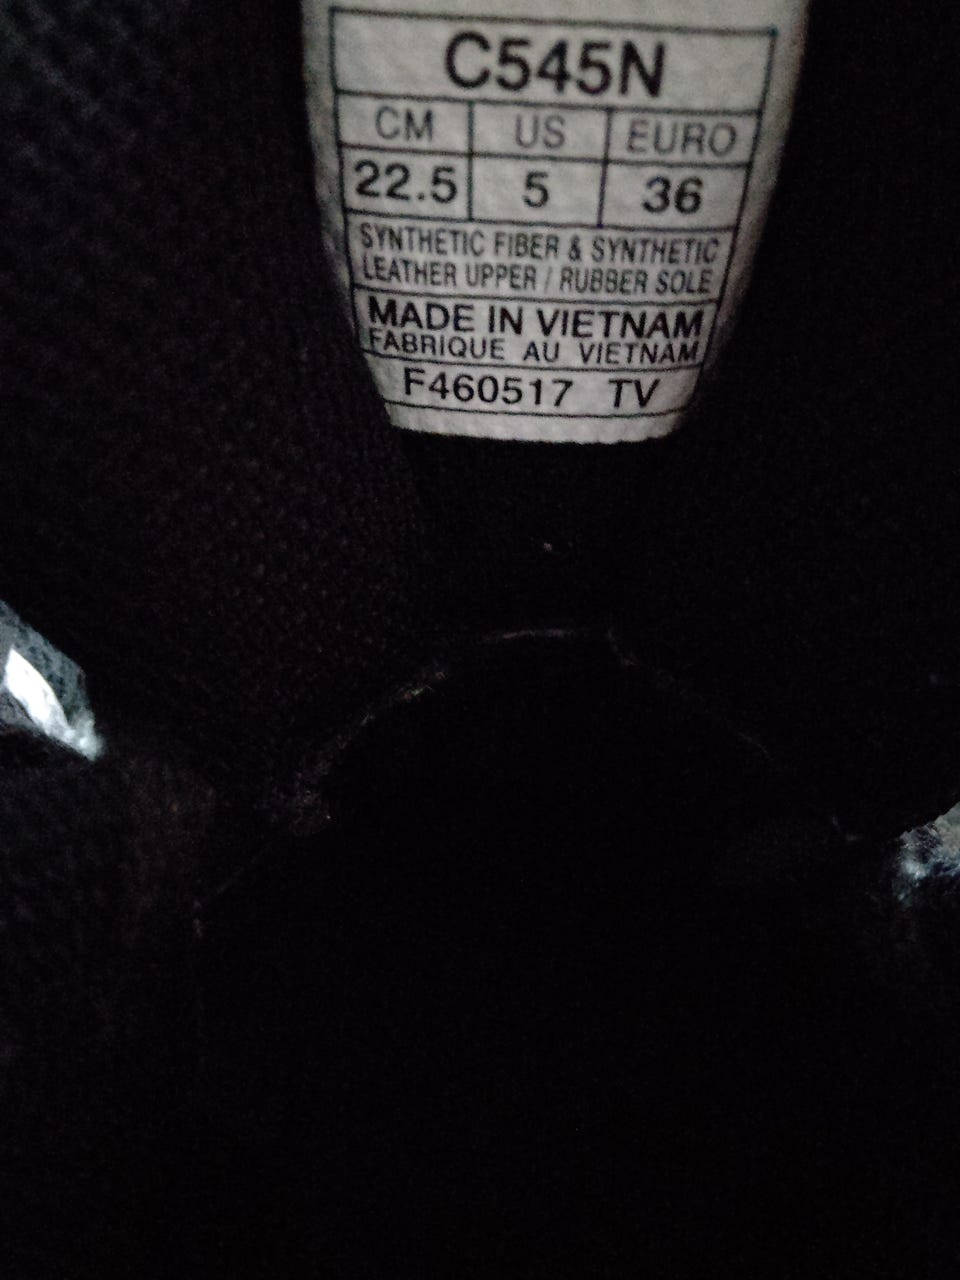 C545N
CM US EURO
22.5 5 36
SYNTHETIC FIBER & SYNTHETIC
LEATHER UPPER / RUBBER SOLE
MADE IN VIETNAM
FABRIQUE AU VIETNAM
F460517 TV